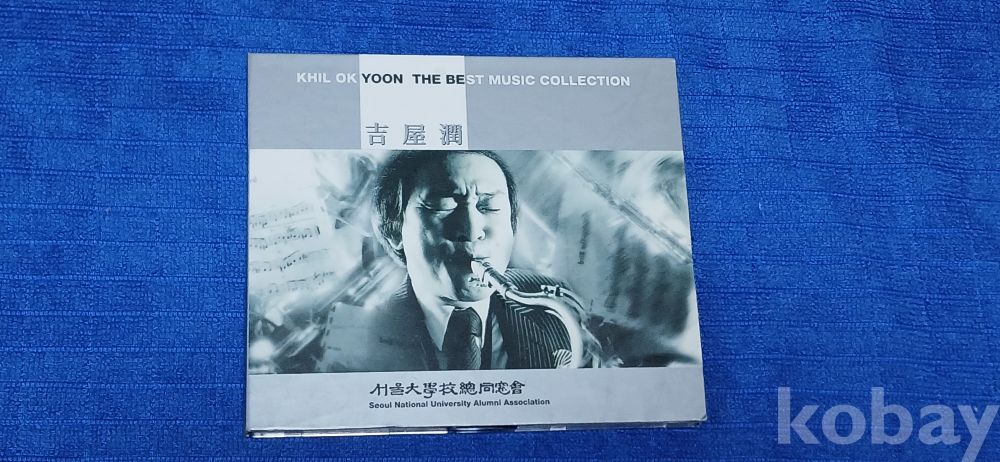 KHIL OK YOON THE BEST MUSIC COLLECTION
吉屋潤
서울大學校總同窓會
Seoul National University Alumni Association
kobay